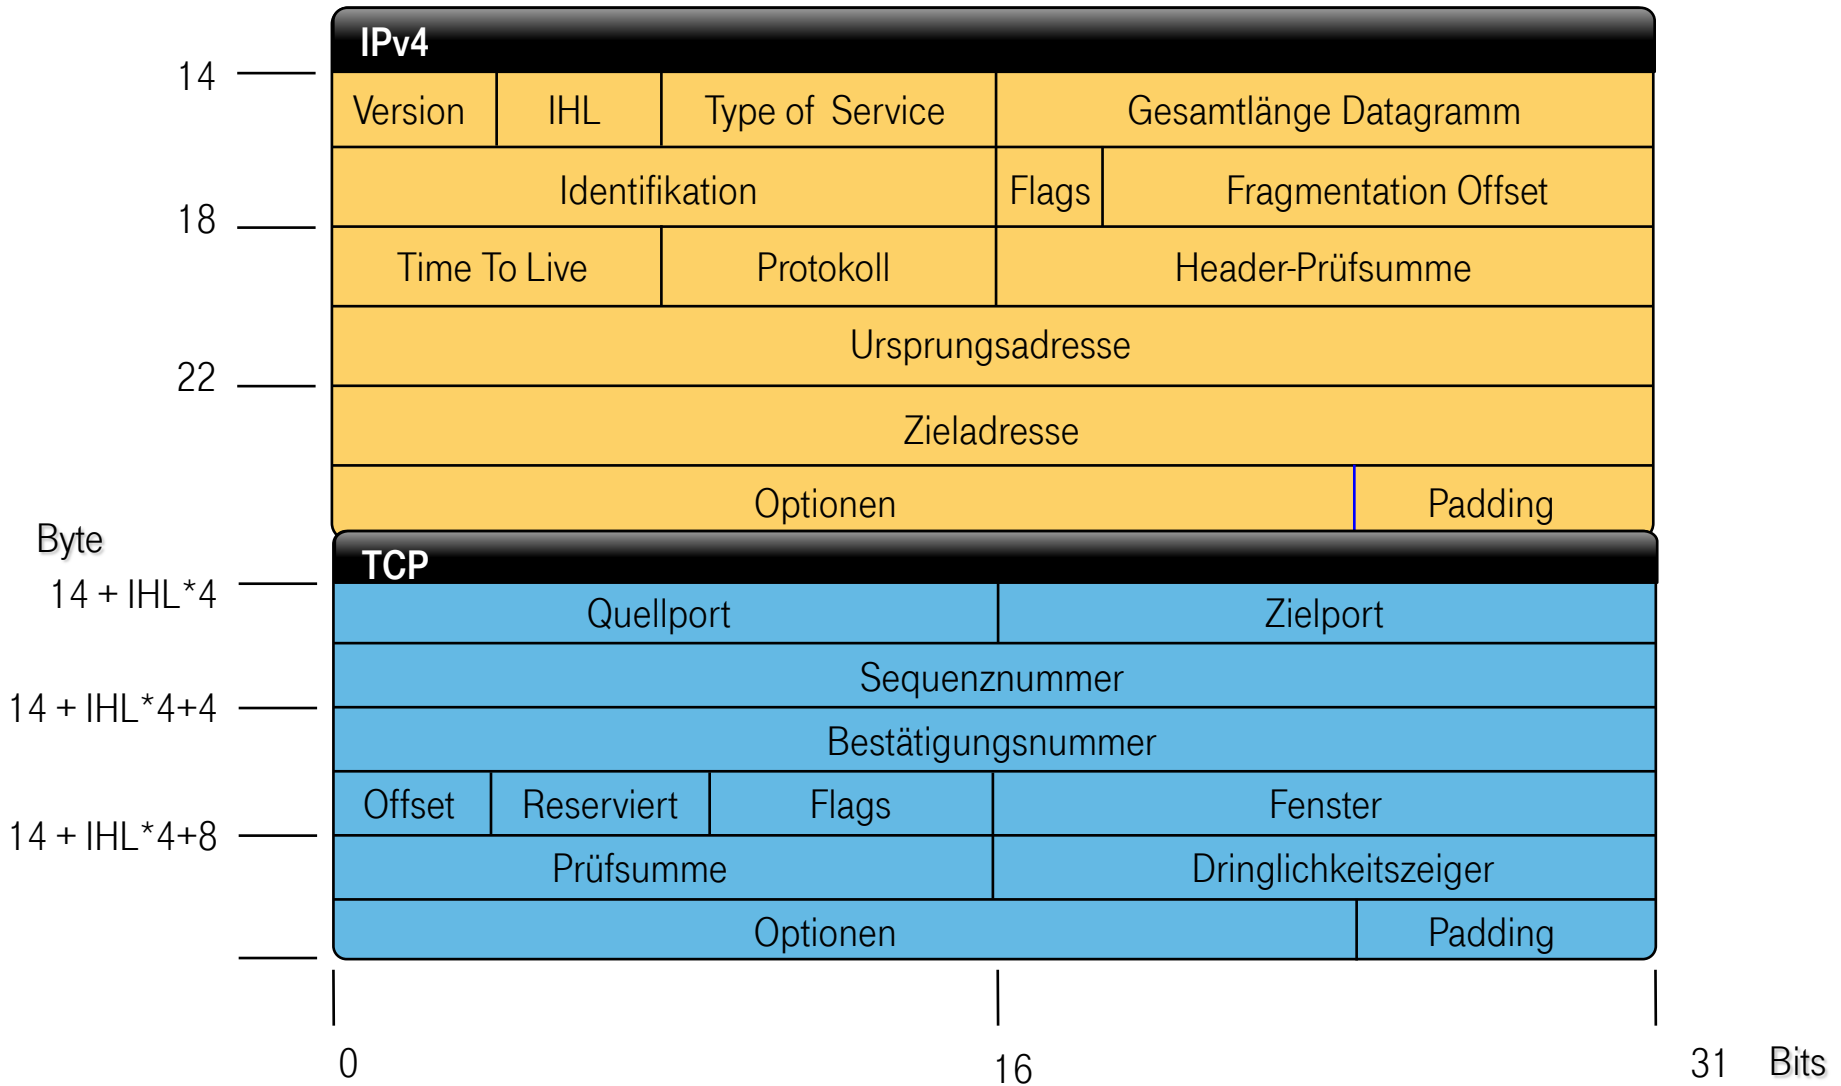 IPv4
14
Version IHL Type of Service Gesamtlänge Datagramm
Identifikation Flags Fragmentation Offset
18
Time To Live Protokoll Header-Prüfsumme
Ursprungsadresse
22
Zieladresse
Optionen Padding
Byte
TCP
14 + IHL*4
Quellport Zielport
Sequenznummer
14 + IHL*4+4
Bestätigungsnummer
Offset Reserviert Flags Fenster
14 + IHL*4+8
Prüfsumme Dringlichkeitszeiger
Optionen Padding
0 16 31 Bits